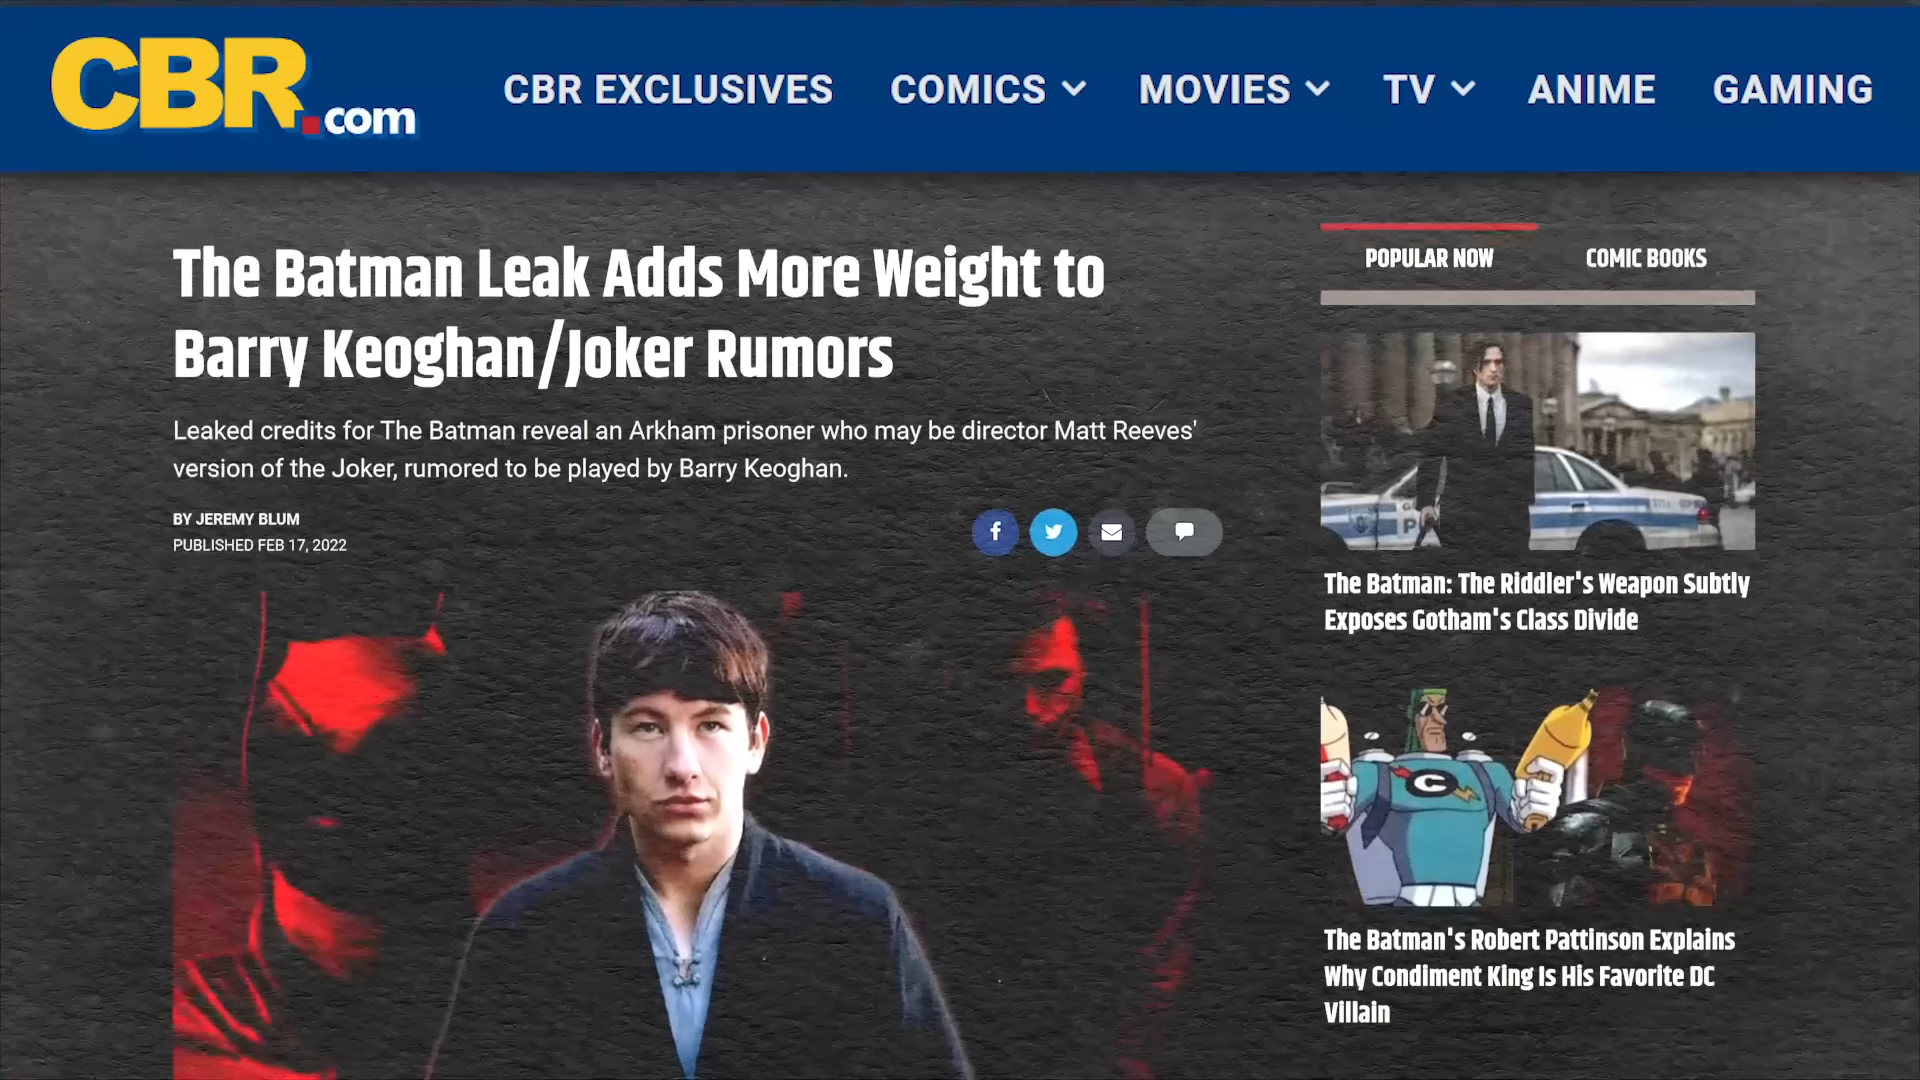 CBR.com
CBR EXCLUSIVES
COMICS
MOVIES
TV
ANIME
GAMING
The Batman Leak Adds More Weight to
Barry Keoghan/Joker Rumors
Leaked credits for The Batman reveal an Arkham prisoner who may be director Matt Reeves'
version of the Joker, rumored to be played by Barry Keoghan.
BY JEREMY BLUM
PUBLISHED FEB 17, 2022
POPULAR NOW
COMIC BOOKS
The Batman: The Riddler's Weapon Subtly
Exposes Gotham's Class Divide
C
The Batman's Robert Pattinson Explains
Why Condiment King Is His Favorite DC
Villain